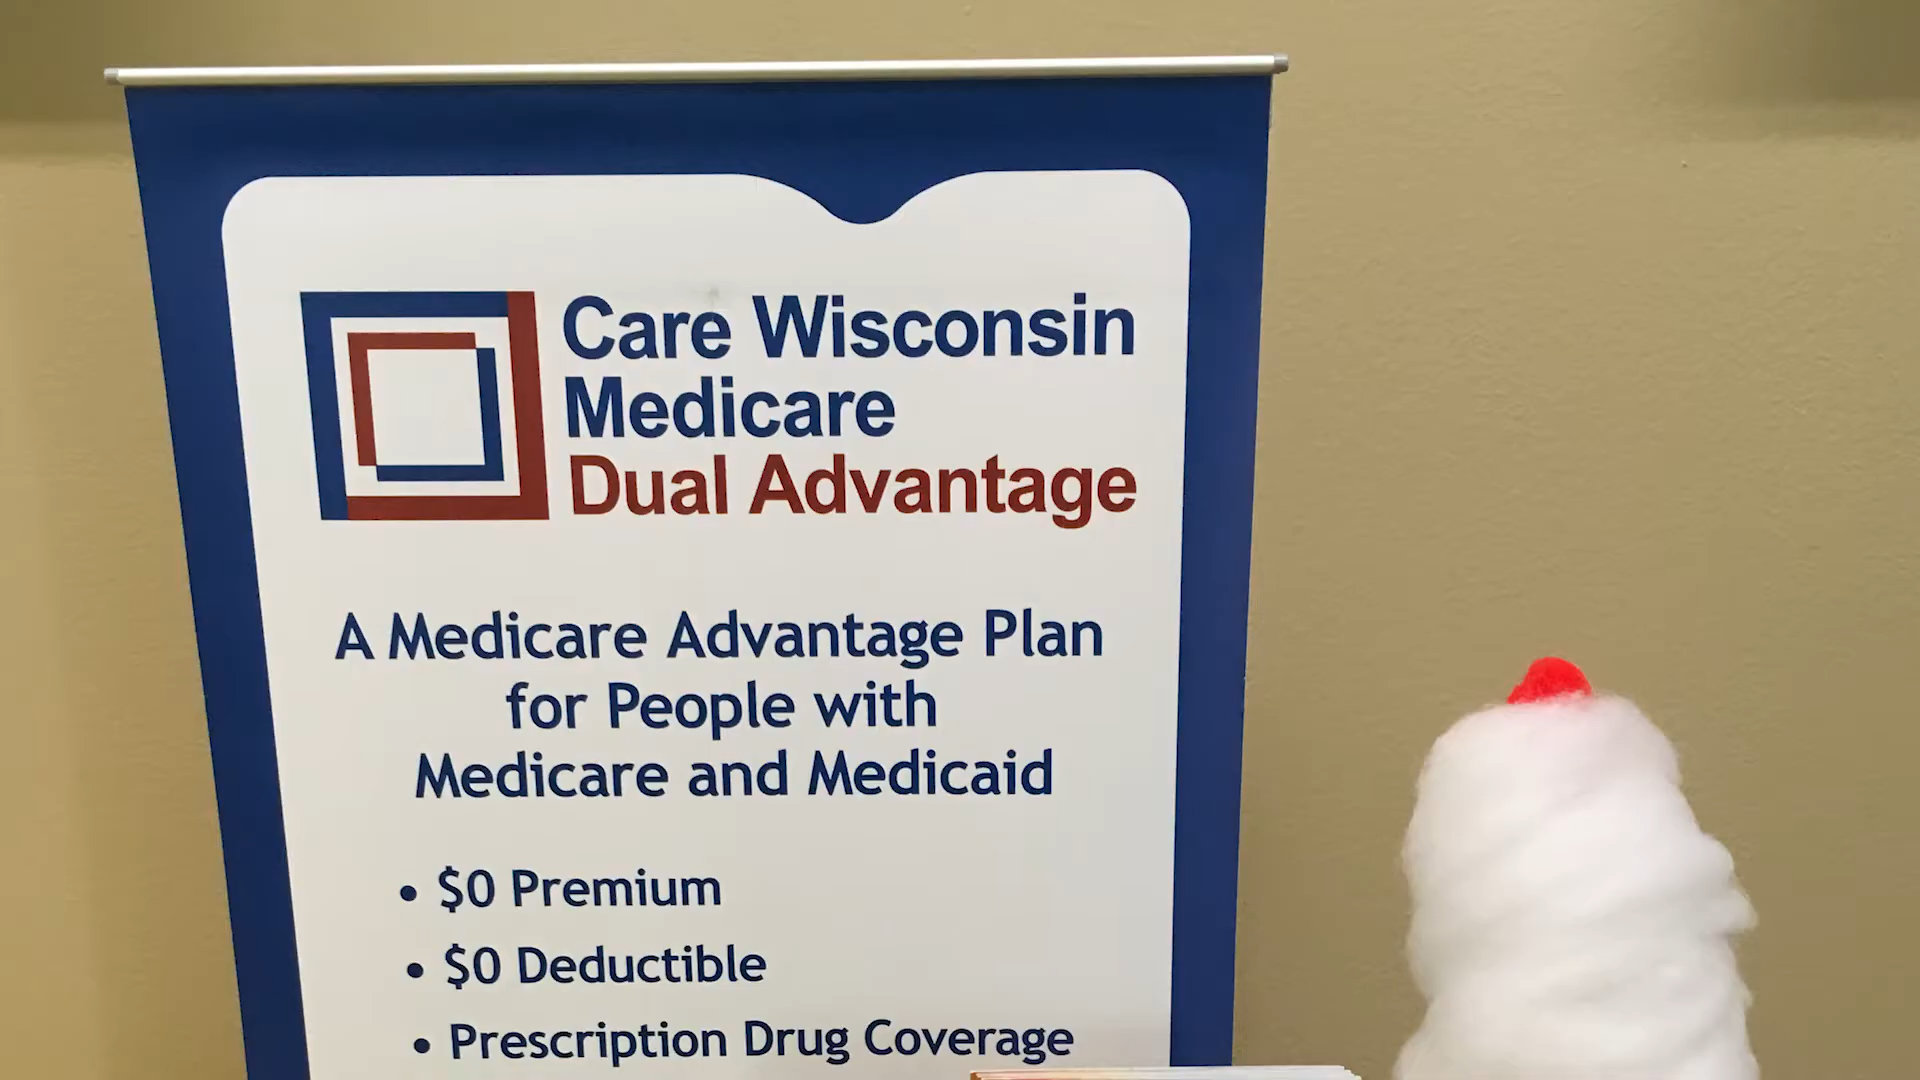 Care Wisconsin
Medicare
Dual Advantage
A Medicare Advantage Plan
for People with
Medicare and Medicaid
• $0 Premium
• $0 Deductible
• Prescription Drug Coverage